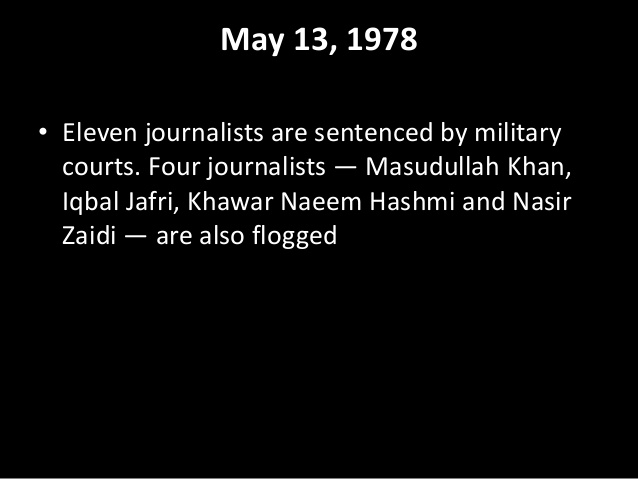 May 13, 1978
• Eleven journalists are sentenced by military
courts. Four journalists — Masudullah Khan,
Iqbal Jafri, Khawar Naeem Hashmi and Nasir
Zaidi — are also flogged